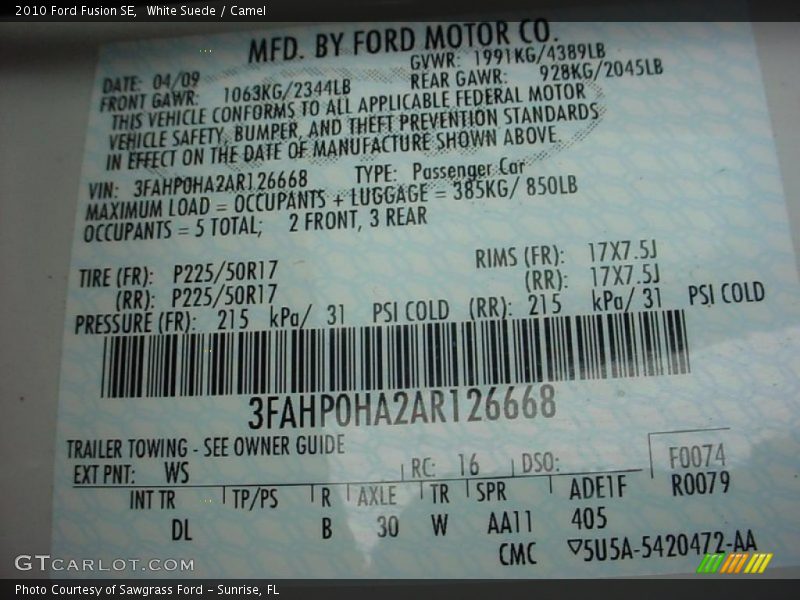 2010 Ford Fusion SE, White Suede / Camel
MFD. BY FORD MOTOR CO.
DATE: 04/09 GVWR: 1991KG/4389LB
FRONT GAWR: 1063KG/2344LB REAR GAWR: 928KG/2045LB
THIS VEHICLE CONFORMS TO ALL APPLICABLE FEDERAL MOTOR
VEHICLE SAFETY, BUMPER, AND THEFT PREVENTION STANDARDS
IN EFFECT ON THE DATE OF MANUFACTURE SHOWN ABOVE.
VIN: 3FAHP0HA2AR126668 TYPE: Passenger Car
MAXIMUM LOAD = OCCUPANTS + LUGGAGE = 385KG/ 850LB
OCCUPANTS = 5 TOTAL; 2 FRONT, 3 REAR
TIRE (FR): P225/50R17 RIMS (FR): 17X7.5J
(RR): P225/50R17 (RR): 17X7.5J
PRESSURE (FR): 215 kPa/ 31 PSI COLD (RR): 215 kPa/ 31 PSI COLD
3FAHP0HA2AR126668
TRAILER TOWING - SEE OWNER GUIDE
EXT PNT: WS RC: 16 DSO: F0074
INT TR TP/PS R AXLE TR SPR ADE1F R0079
DL B 30 W AA11 405
CMC ▽5U5A-5420472-AA
GTCARLOT.COM
Photo Courtesy of Sawgrass Ford - Sunrise, FL